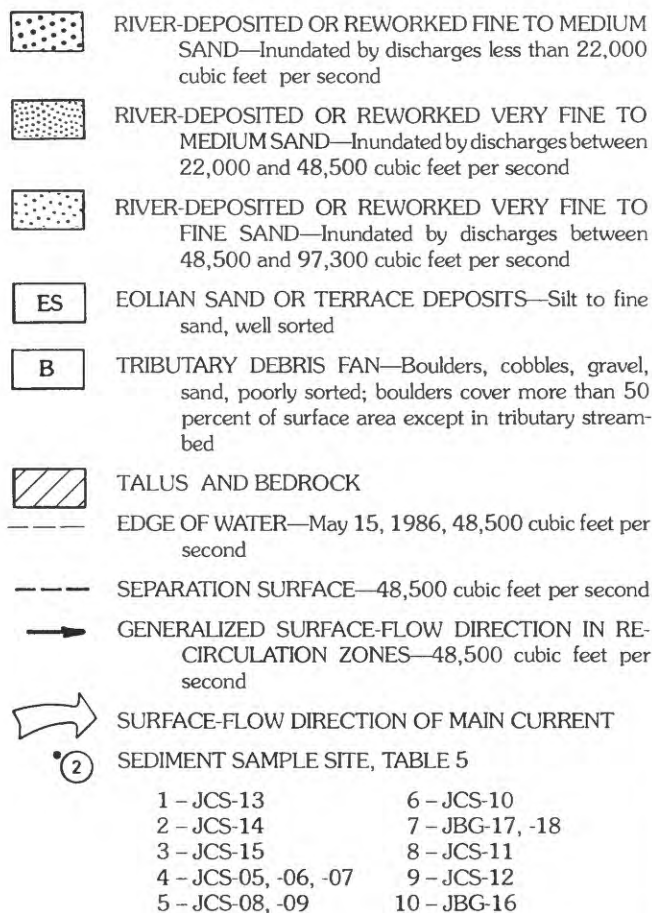 RIVER-DEPOSITED OR REWORKED FINE TO MEDIUM
SAND—Inundated by discharges less than 22,000
cubic feet per second
RIVER-DEPOSITED OR REWORKED VERY FINE TO
MEDIUM SAND—Inundated by discharges between
22,000 and 48,500 cubic feet per second
RIVER-DEPOSITED OR REWORKED VERY FINE TO
FINE SAND—Inundated by discharges between
48,500 and 97,300 cubic feet per second
ES EOLIAN SAND OR TERRACE DEPOSITS—Silt to fine
sand, well sorted
B TRIBUTARY DEBRIS FAN—Boulders, cobbles, gravel,
sand, poorly sorted; boulders cover more than 50
percent of surface area except in tributary stream-
bed
TALUS AND BEDROCK
EDGE OF WATER—May 15, 1986, 48,500 cubic feet per
second
SEPARATION SURFACE—48,500 cubic feet per second
GENERALIZED SURFACE-FLOW DIRECTION IN RE-
CIRCULATION ZONES—48,500 cubic feet per
second
SURFACE-FLOW DIRECTION OF MAIN CURRENT
2 SEDIMENT SAMPLE SITE, TABLE 5
1 – JCS-13 6 – JCS-10
2 – JCS-14 7 – JBG-17, -18
3 – JCS-15 8 – JCS-11
4 – JCS-05, -06, -07 9 – JCS-12
5 – JCS-08, -09 10 – JBG-16